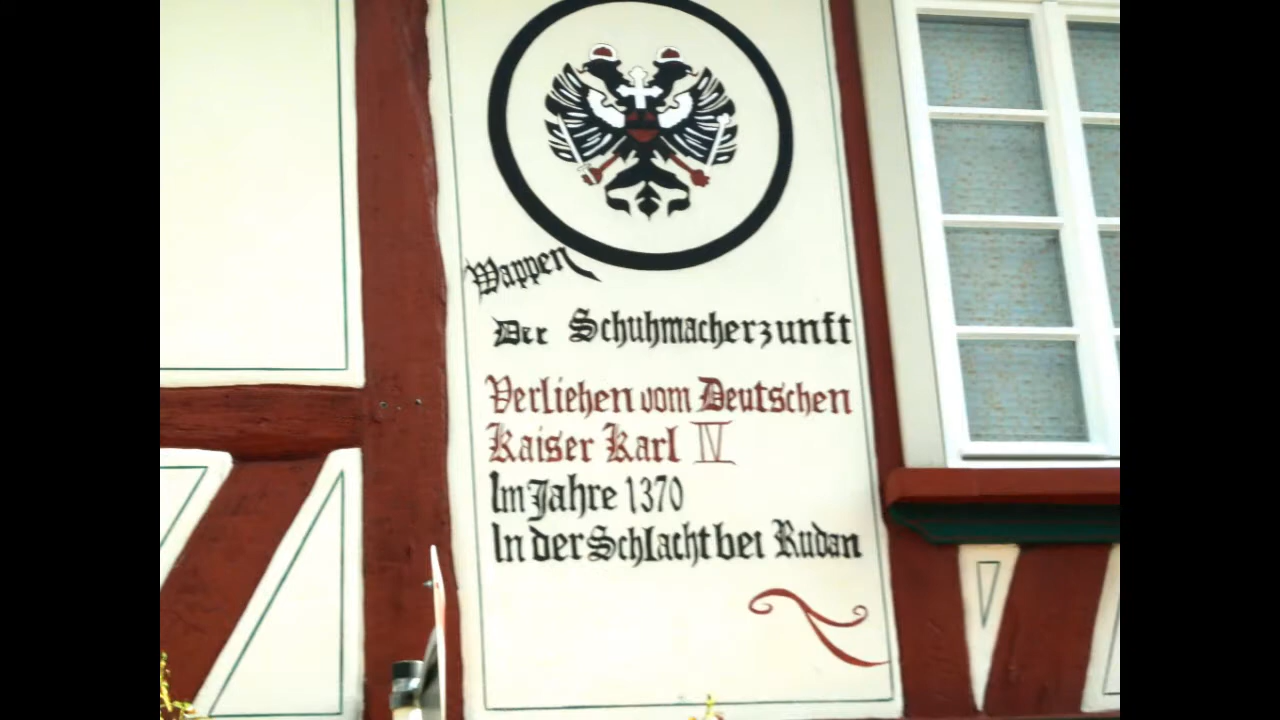 Wappen
Der Schuhmacherzunft
Verliehen vom Deutschen
Kaiser Karl IV
Im Jahre 1370
In der Schlacht bei Rudan